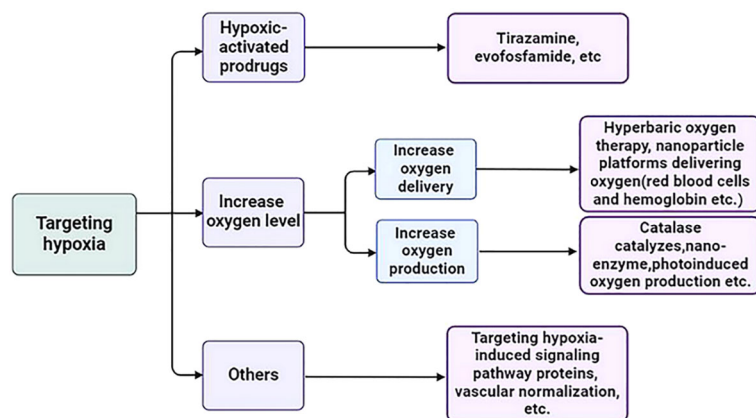 Hypoxic-
activated
prodrugs
Tirazamine,
evofosfamide, etc
Targeting
hypoxia
Increase
oxygen level
Increase
oxygen
delivery
Hyperbaric oxygen
therapy, nanoparticle
platforms delivering
oxygen(red blood cells
and hemoglobin etc.)
Increase
oxygen
production
Catalase
catalyzes,nano-
enzyme,photoinduced
oxygen production etc.
Others
Targeting hypoxia-
induced signaling
pathway proteins,
vascular normalization,
etc.